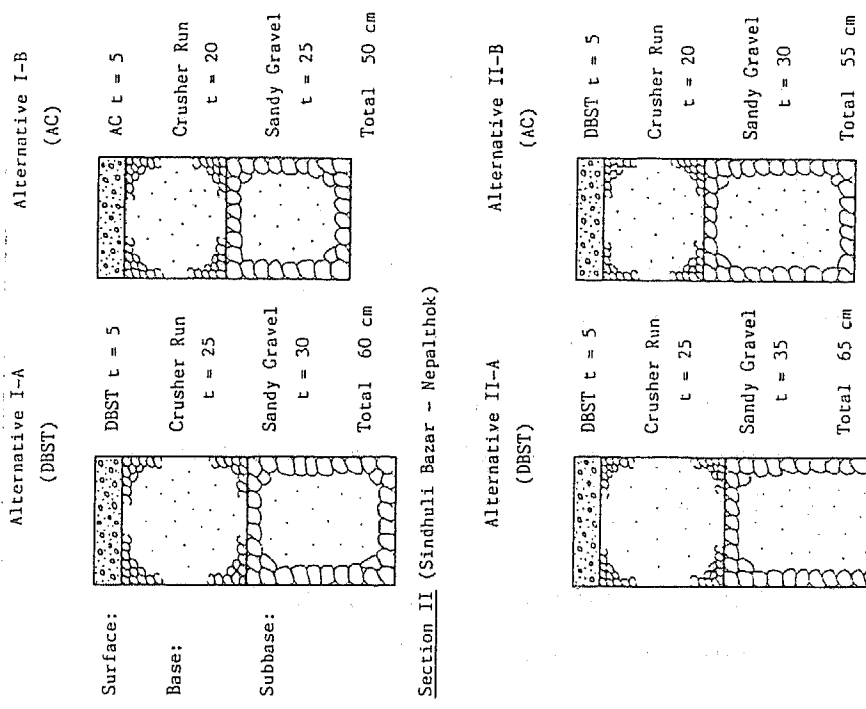 Alternative I-A
(DBST)
Alternative I-B
(AC)
Surface:
DBST t = 5
AC t = 5
Base:
Crusher Run
t = 25
Crusher Run
t = 20
Subbase:
Sandy Gravel
t = 30
Sandy Gravel
t = 25
Total 60 cm
Total 50 cm
Section II (Sindhuli Bazar - Nepalthok)
Alternative II-A
(DBST)
Alternative II-B
(AC)
DBST t = 5
DBST t = 5
Crusher Run
t = 25
Crusher Run
t = 20
Sandy Gravel
t = 35
Sandy Gravel
t = 30
Total 65 cm
Total 55 cm